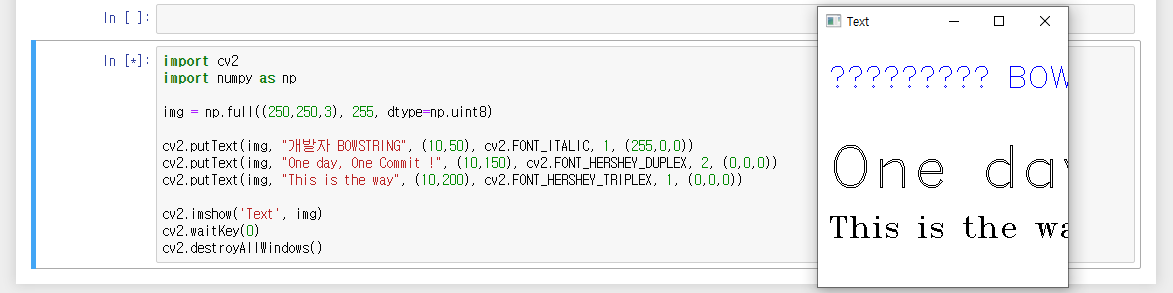 In [ ]:
In [*]:
import cv2
import numpy as np
img = np.full((250,250,3), 255, dtype=np.uint8)
cv2.putText(img, "개발자 BOWSTRING", (10,50), cv2.FONT_ITALIC, 1, (255,0,0))
cv2.putText(img, "One day, One Commit !", (10,150), cv2.FONT_HERSHEY_DUPLEX, 2, (0,0,0))
cv2.putText(img, "This is the way", (10,200), cv2.FONT_HERSHEY_TRIPLEX, 1, (0,0,0))
cv2.imshow('Text', img)
cv2.waitKey(0)
cv2.destroyAllWindows()
Text
????????? BOW
One day
This is the wa